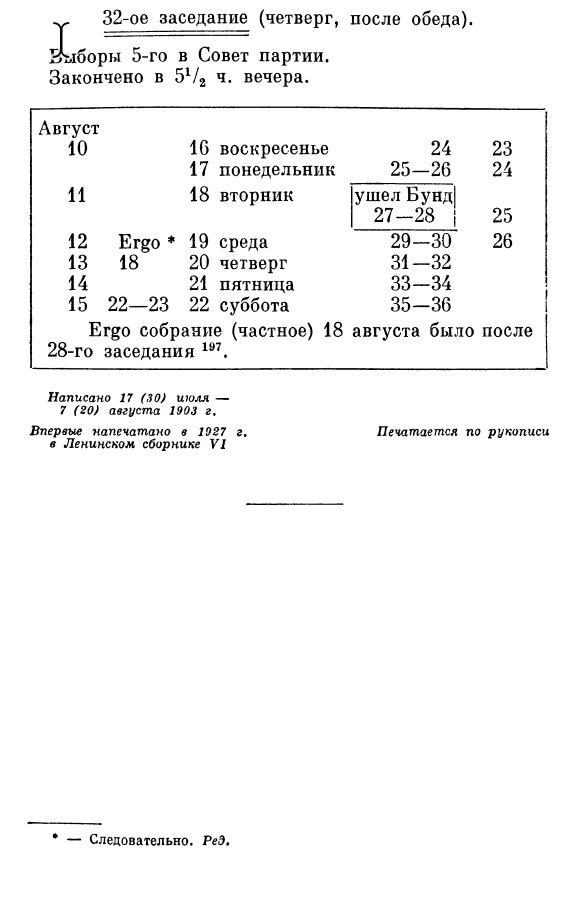 32-ое заседание (четверг, после обеда).
Выборы 5-го в Совет партии.
Закончено в 5 1/2 ч. вечера.
Август
10 16 воскресенье 24 23
17 понедельник 25—26 24
11 18 вторник ушел Бунд
27—28 25
12 Ergo * 19 среда 29—30 26
13 18 20 четверг 31—32
14 21 пятница 33—34
15 22—23 22 суббота 35—36
Ergo собрание (частное) 18 августа было после
28-го заседания 197.
Написано 17 (30) июля —
7 (20) августа 1903 г.
Впервые напечатано в 1927 г. Печатается по рукописи
в Ленинском сборнике VI
* — Следовательно. Ред.